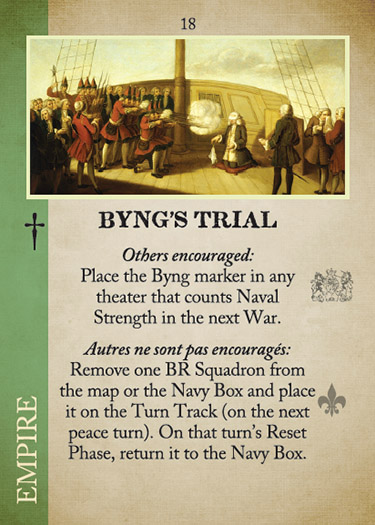 18
BYNG'S TRIAL
Others encouraged:
Place the Byng marker in any
theater that counts Naval
Strength in the next War.
Autres ne sont pas encouragés:
Remove one BR Squadron from
the map or the Navy Box and place
it on the Turn Track (on the next
peace turn). On that turn's Reset
Phase, return it to the Navy Box.
EMPIRE